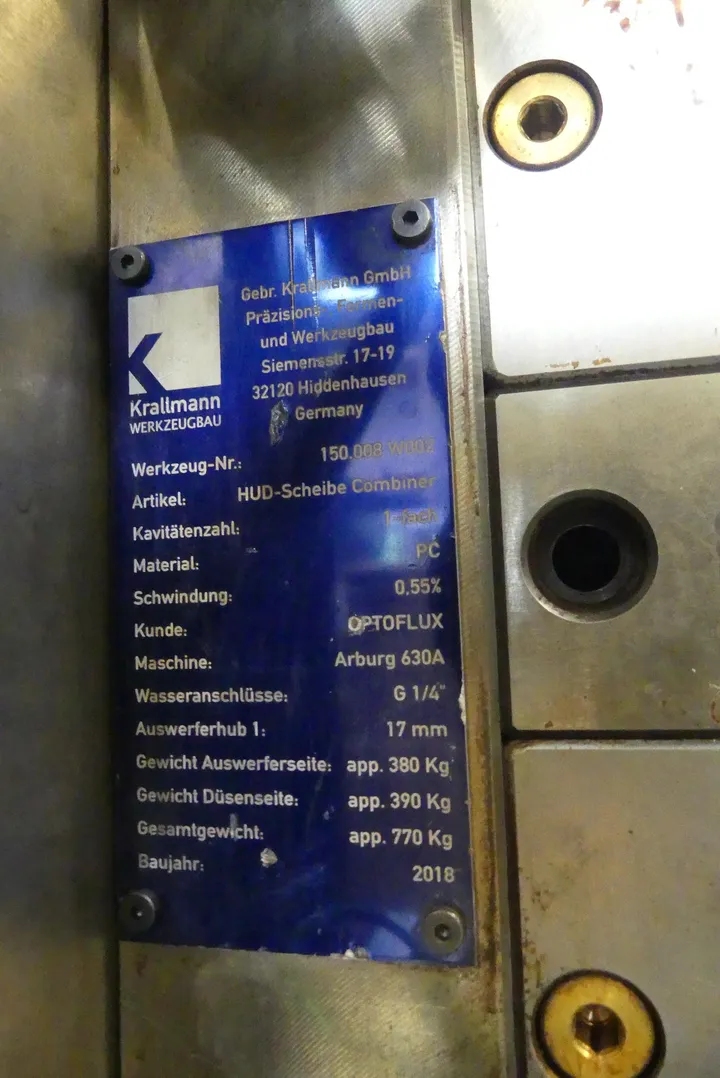 Krallmann
WERKZEUGBAU
Gebr. Krallmann GmbH
Präzisions-, Formen-
und Werkzeugbau
Siemensstr. 17-19
32120 Hiddenhausen
Germany
Werkzeug-Nr.: 150.008 W002
Artikel: HUD-Scheibe Combiner
Kavitätenzahl: 1-fach
Material: PC
Schwindung: 0,55%
Kunde: OPTOFLUX
Maschine: Arburg 630A
Wasseranschlüsse: G 1/4"
Auswerferhub 1: 17 mm
Gewicht Auswerferseite: app. 380 Kg
Gewicht Düsenseite: app. 390 Kg
Gesamtgewicht: app. 770 Kg
Baujahr: 2018